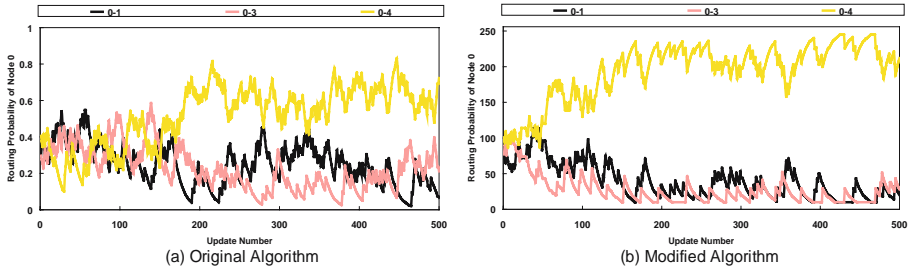 0-1 0-3 0-4
Routing Probability of Node 0
1
0.8
0.6
0.4
0.2
0
0 100 200 300 400 500
Update Number
(a) Original Algorithm
0-1 0-3 0-4
Routing Probability of Node 0
250
200
150
100
50
0
0 100 200 300 400 500
Update Number
(b) Modified Algorithm